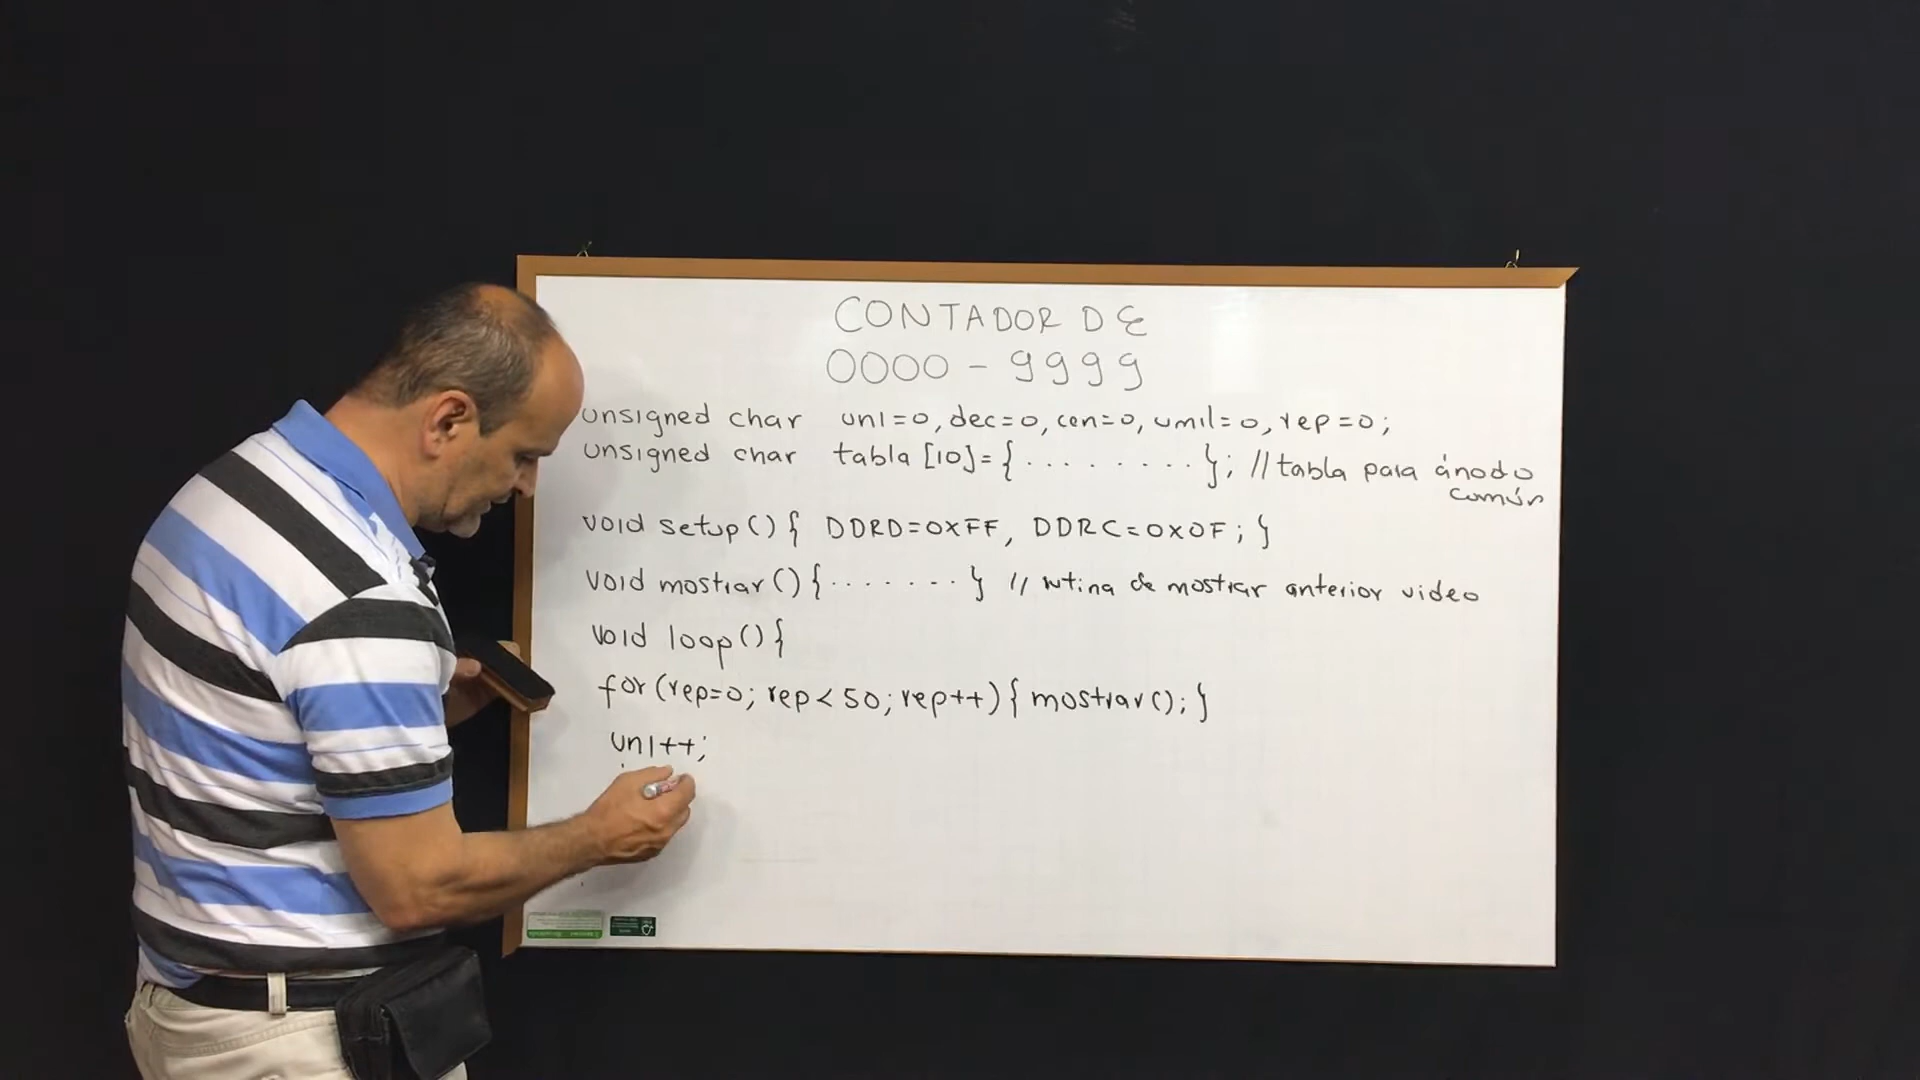 CONTADOR DE
0000 - 9999
unsigned char uni=0, dec=0, cen=0, umil=0, rep=0;
unsigned char tabla [10]={ . . . . . . . . }; // tabla para ánodo
común
void setup () { DDRD=0XFF, DDRC=0X0F; }
void mostrar () { . . . . . . . } // rutina de mostrar anterior video
void loop () {
for (rep=0; rep<50; rep++) { mostrar(); }
uni++;